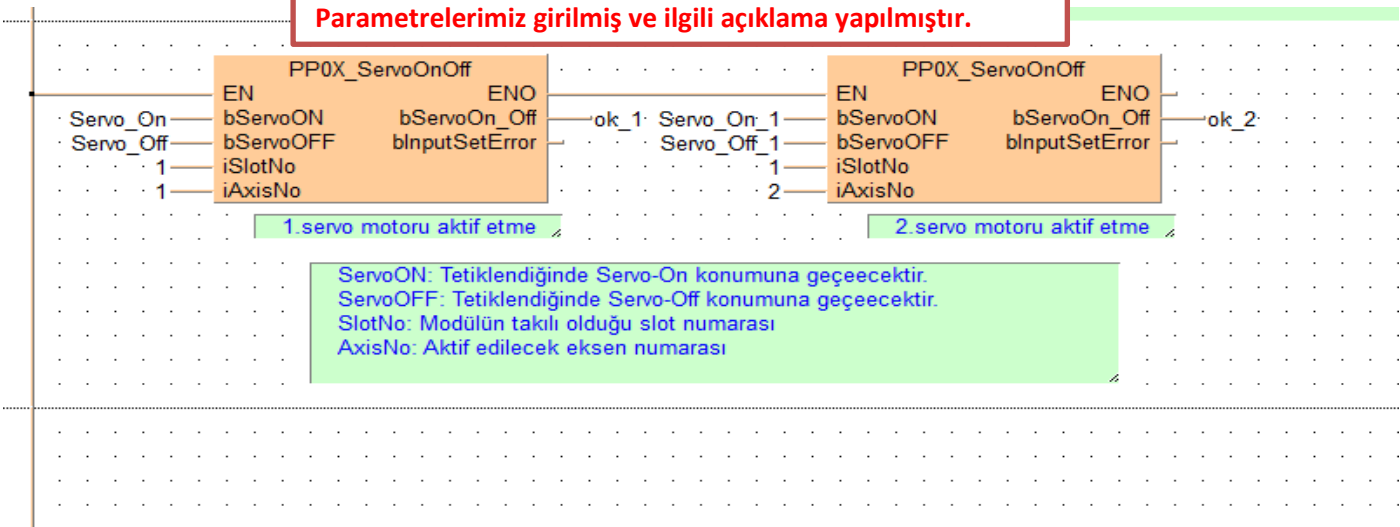 Parametrelerimiz girilmiş ve ilgili açıklama yapılmıştır.
PP0X_ServoOnOff
EN ENO
Servo_On bServoON bServoOn_Off ok_1
Servo_Off bServoOFF bInputSetError
1 iSlotNo
1 iAxisNo
1.servo motoru aktif etme
PP0X_ServoOnOff
EN ENO
Servo_On_1 bServoON bServoOn_Off ok_2
Servo_Off_1 bServoOFF bInputSetError
1 iSlotNo
2 iAxisNo
2.servo motoru aktif etme
ServoON: Tetiklendiğinde Servo-On konumuna geçeecektir.
ServoOFF: Tetiklendiğinde Servo-Off konumuna geçeecektir.
SlotNo: Modülün takılı olduğu slot numarası
AxisNo: Aktif edilecek eksen numarası